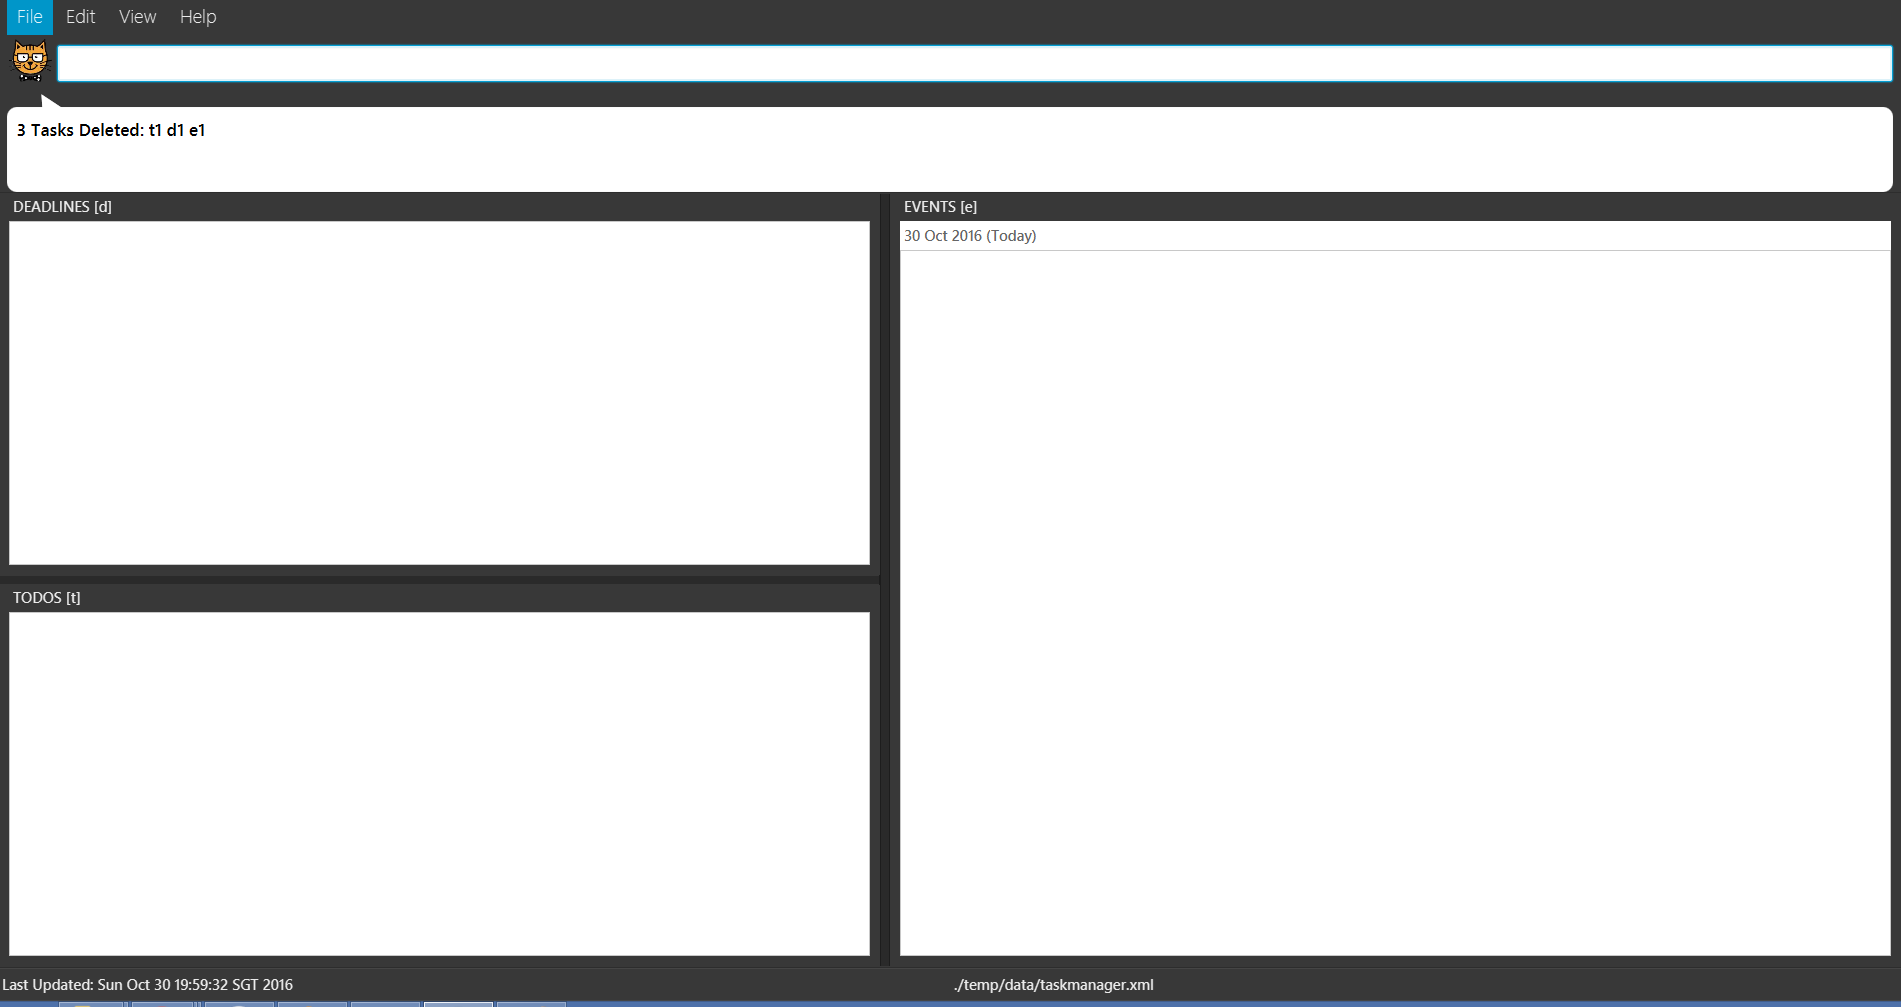 File Edit View Help
3 Tasks Deleted: t1 d1 e1
DEADLINES [d]
EVENTS [e]
30 Oct 2016 (Today)
TODOS [t]
Last Updated: Sun Oct 30 19:59:32 SGT 2016
./temp/data/taskmanager.xml